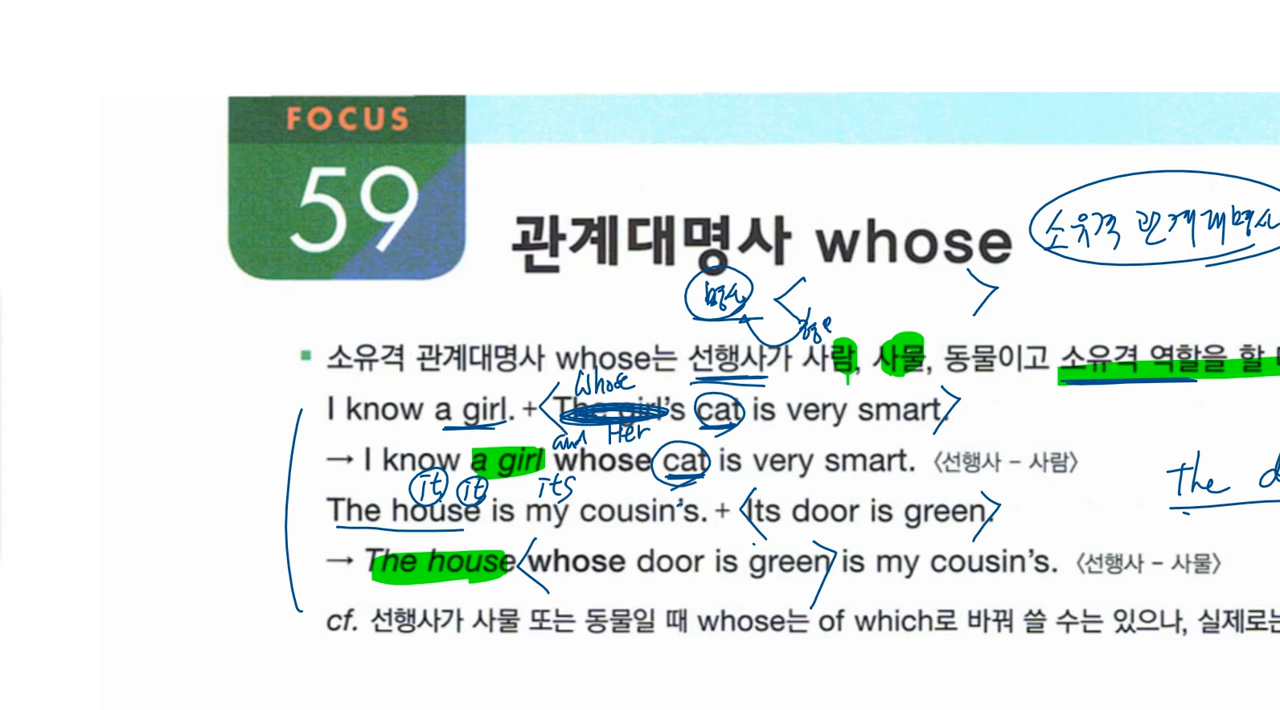 FOCUS
59
관계대명사 whose
소유격 관계대명사
명사
▪ 소유격 관계대명사 whose는 선행사가 사람, 사물, 동물이고 소유격 역할을 할
whose
I know a girl. + The girl's cat is very smart.
and Her
→ I know a girl whose cat is very smart. 〈선행사 – 사람〉
it it its
the
The house is my cousin's. + Its door is green.
→ The house whose door is green is my cousin's. 〈선행사 – 사물〉
cf. 선행사가 사물 또는 동물일 때 whose는 of which로 바꿔 쓸 수는 있으나, 실제로는